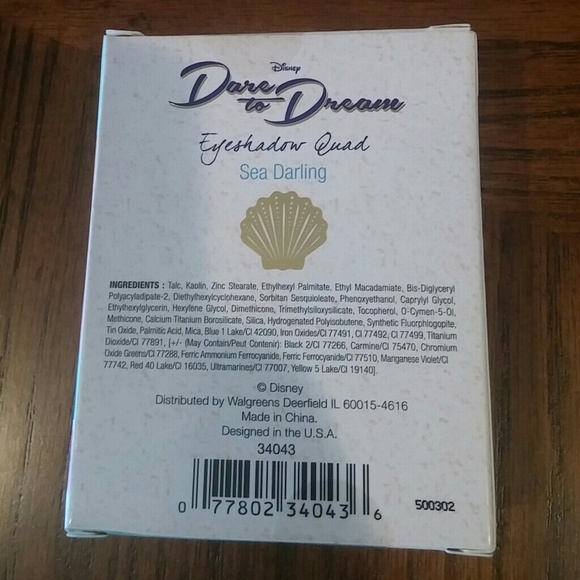 Disney
Dare
to Dream
Eyeshadow Quad
Sea Darling
INGREDIENTS : Talc, Kaolin, Zinc Stearate, Ethylhexyl Palmitate, Ethyl Macadamiate, Bis-Diglyceryl
Polyacyladipate-2, Diethylhexylcyclohexane, Sorbitan Sesquioleate, Phenoxyethanol, Caprylyl Glycol,
Ethylhexylglycerin, Hexylene Glycol, Dimethicone, Trimethylsiloxysilicate, Tocopherol, O-Cymen-5-Ol,
Methicone, Calcium Titanium Borosilicate, Silica, Hydrogenated Polyisobutene, Synthetic Fluorphlogopite,
Tin Oxide, Palmitic Acid, Mica, Blue 1 Lake/CI 42090, Iron Oxides/CI 77491, CI 77492, CI 77499, Titanium
Dioxide/CI 77891, [+/- (May Contain/Peut Contenir): Black 2/CI 77266, Carmine/CI 75470, Chromium
Oxide Greens/CI 77288, Ferric Ammonium Ferrocyanide, Ferric Ferrocyanide/CI 77510, Manganese Violet/CI
77742, Red 40 Lake/CI 16035, Ultramarines/CI 77007, Yellow 5 Lake/CI 19140].
© Disney
Distributed by Walgreens Deerfield IL 60015-4616
Made in China.
Designed in the U.S.A.
34043
0 77802 34043 6
500302